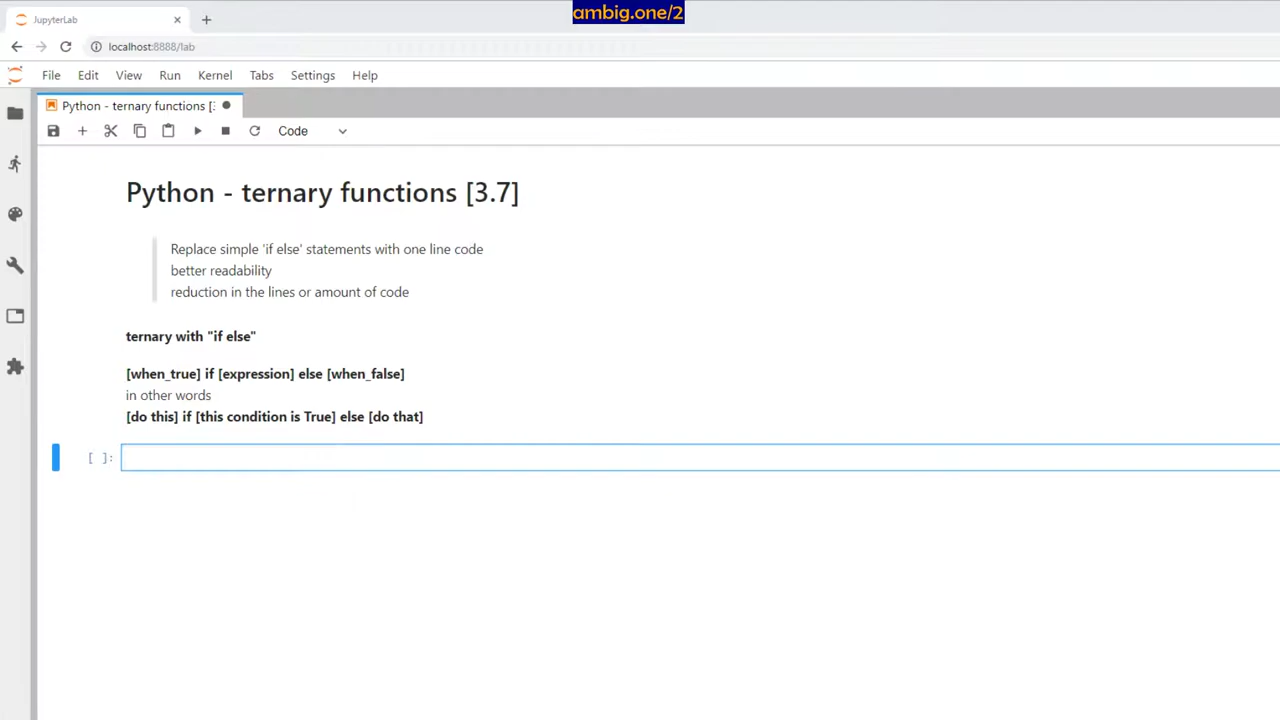 ambig.one/2
JupyterLab
localhost:8888/lab
File Edit View Run Kernel Tabs Settings Help
Python - ternary functions [3
Code
Python - ternary functions [3.7]
Replace simple 'if else' statements with one line code
better readability
reduction in the lines or amount of code
ternary with "if else"
[when_true] if [expression] else [when_false]
in other words
[do this] if [this condition is True] else [do that]
[ ]: